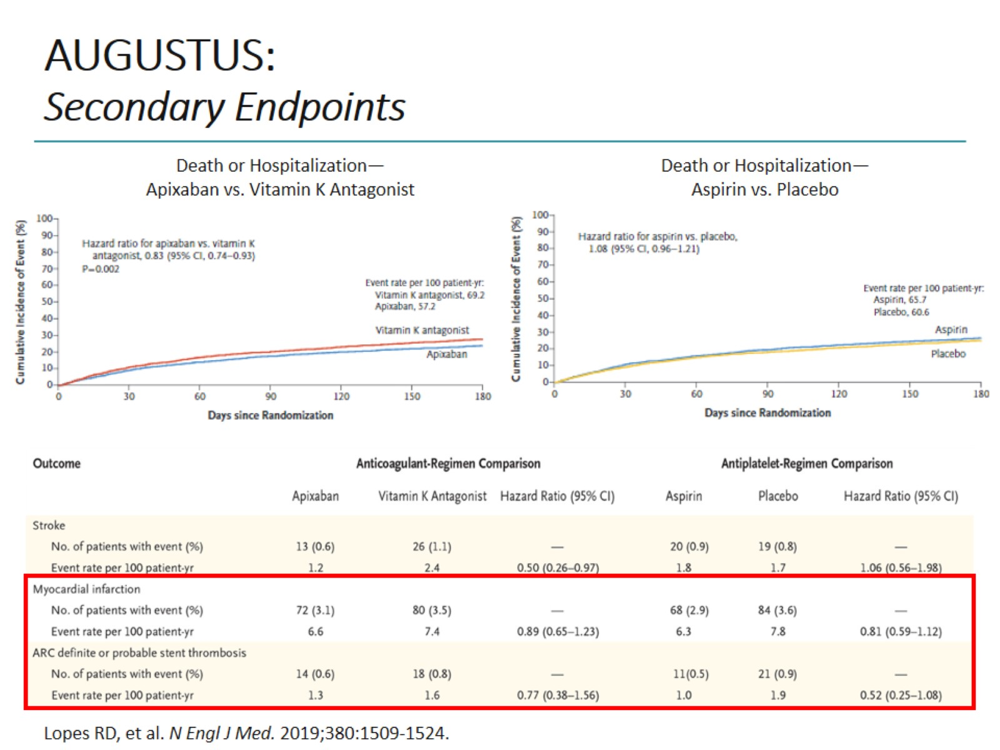 AUGUSTUS:
Secondary Endpoints
Death or Hospitalization—
Apixaban vs. Vitamin K Antagonist
Cumulative Incidence of Event (%)
100
90
80
70
60
50
40
30
20
10
0
Hazard ratio for apixaban vs. vitamin K
antagonist, 0.83 (95% CI, 0.74–0.93)
P=0.002
Event rate per 100 patient-yr:
Vitamin K antagonist, 69.2
Apixaban, 57.2
Vitamin K antagonist
Apixaban
0 30 60 90 120 150 180
Days since Randomization
Death or Hospitalization—
Aspirin vs. Placebo
Cumulative Incidence of Event (%)
100
90
80
70
60
50
40
30
20
10
0
Hazard ratio for aspirin vs. placebo,
1.08 (95% CI, 0.96–1.21)
Event rate per 100 patient-yr:
Aspirin, 65.7
Placebo, 60.6
Aspirin
Placebo
0 30 60 90 120 150 180
Days since Randomization
Outcome Anticoagulant-Regimen Comparison Antiplatelet-Regimen Comparison
Apixaban Vitamin K Antagonist Hazard Ratio (95% CI) Aspirin Placebo Hazard Ratio (95% CI)
Stroke
No. of patients with event (%) 13 (0.6) 26 (1.1) — 20 (0.9) 19 (0.8) —
Event rate per 100 patient-yr 1.2 2.4 0.50 (0.26–0.97) 1.8 1.7 1.06 (0.56–1.98)
Myocardial infarction
No. of patients with event (%) 72 (3.1) 80 (3.5) — 68 (2.9) 84 (3.6) —
Event rate per 100 patient-yr 6.6 7.4 0.89 (0.65–1.23) 6.3 7.8 0.81 (0.59–1.12)
ARC definite or probable stent thrombosis
No. of patients with event (%) 14 (0.6) 18 (0.8) — 11(0.5) 21 (0.9) —
Event rate per 100 patient-yr 1.3 1.6 0.77 (0.38–1.56) 1.0 1.9 0.52 (0.25–1.08)
Lopes RD, et al. N Engl J Med. 2019;380:1509-1524.